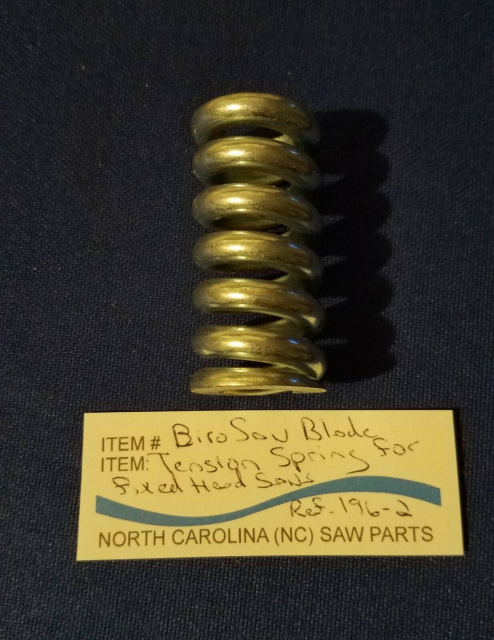 ITEM # Biro Saw Blade
ITEM: Tension Spring For
Fixed Head Saws
Ref. 196-2
NORTH CAROLINA (NC) SAW PARTS